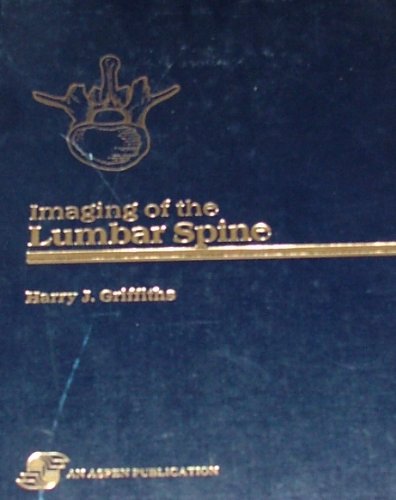 Imaging of the
Lumbar Spine
Harry J. Griffiths
AN ASPEN PUBLICATION